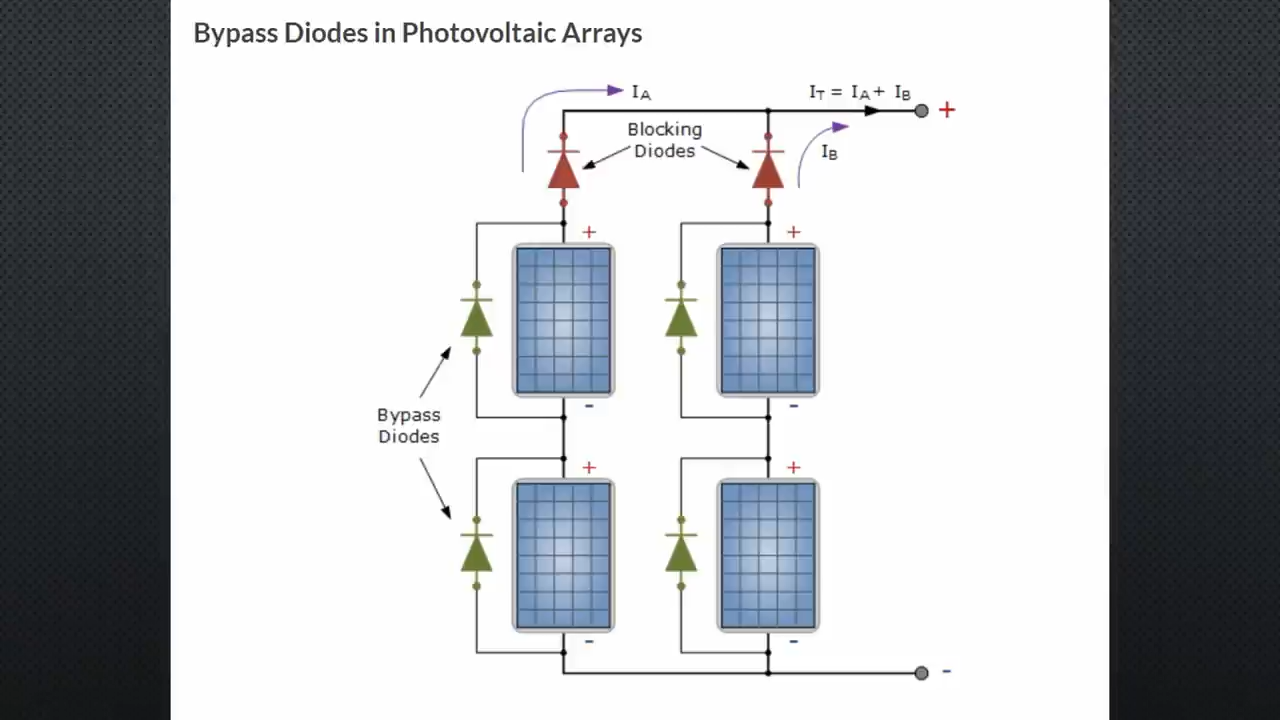 Bypass Diodes in Photovoltaic Arrays
IA
IT = IA + IB
+
Blocking
Diodes
IB
+
+
-
-
Bypass
Diodes
+
+
-
-
-